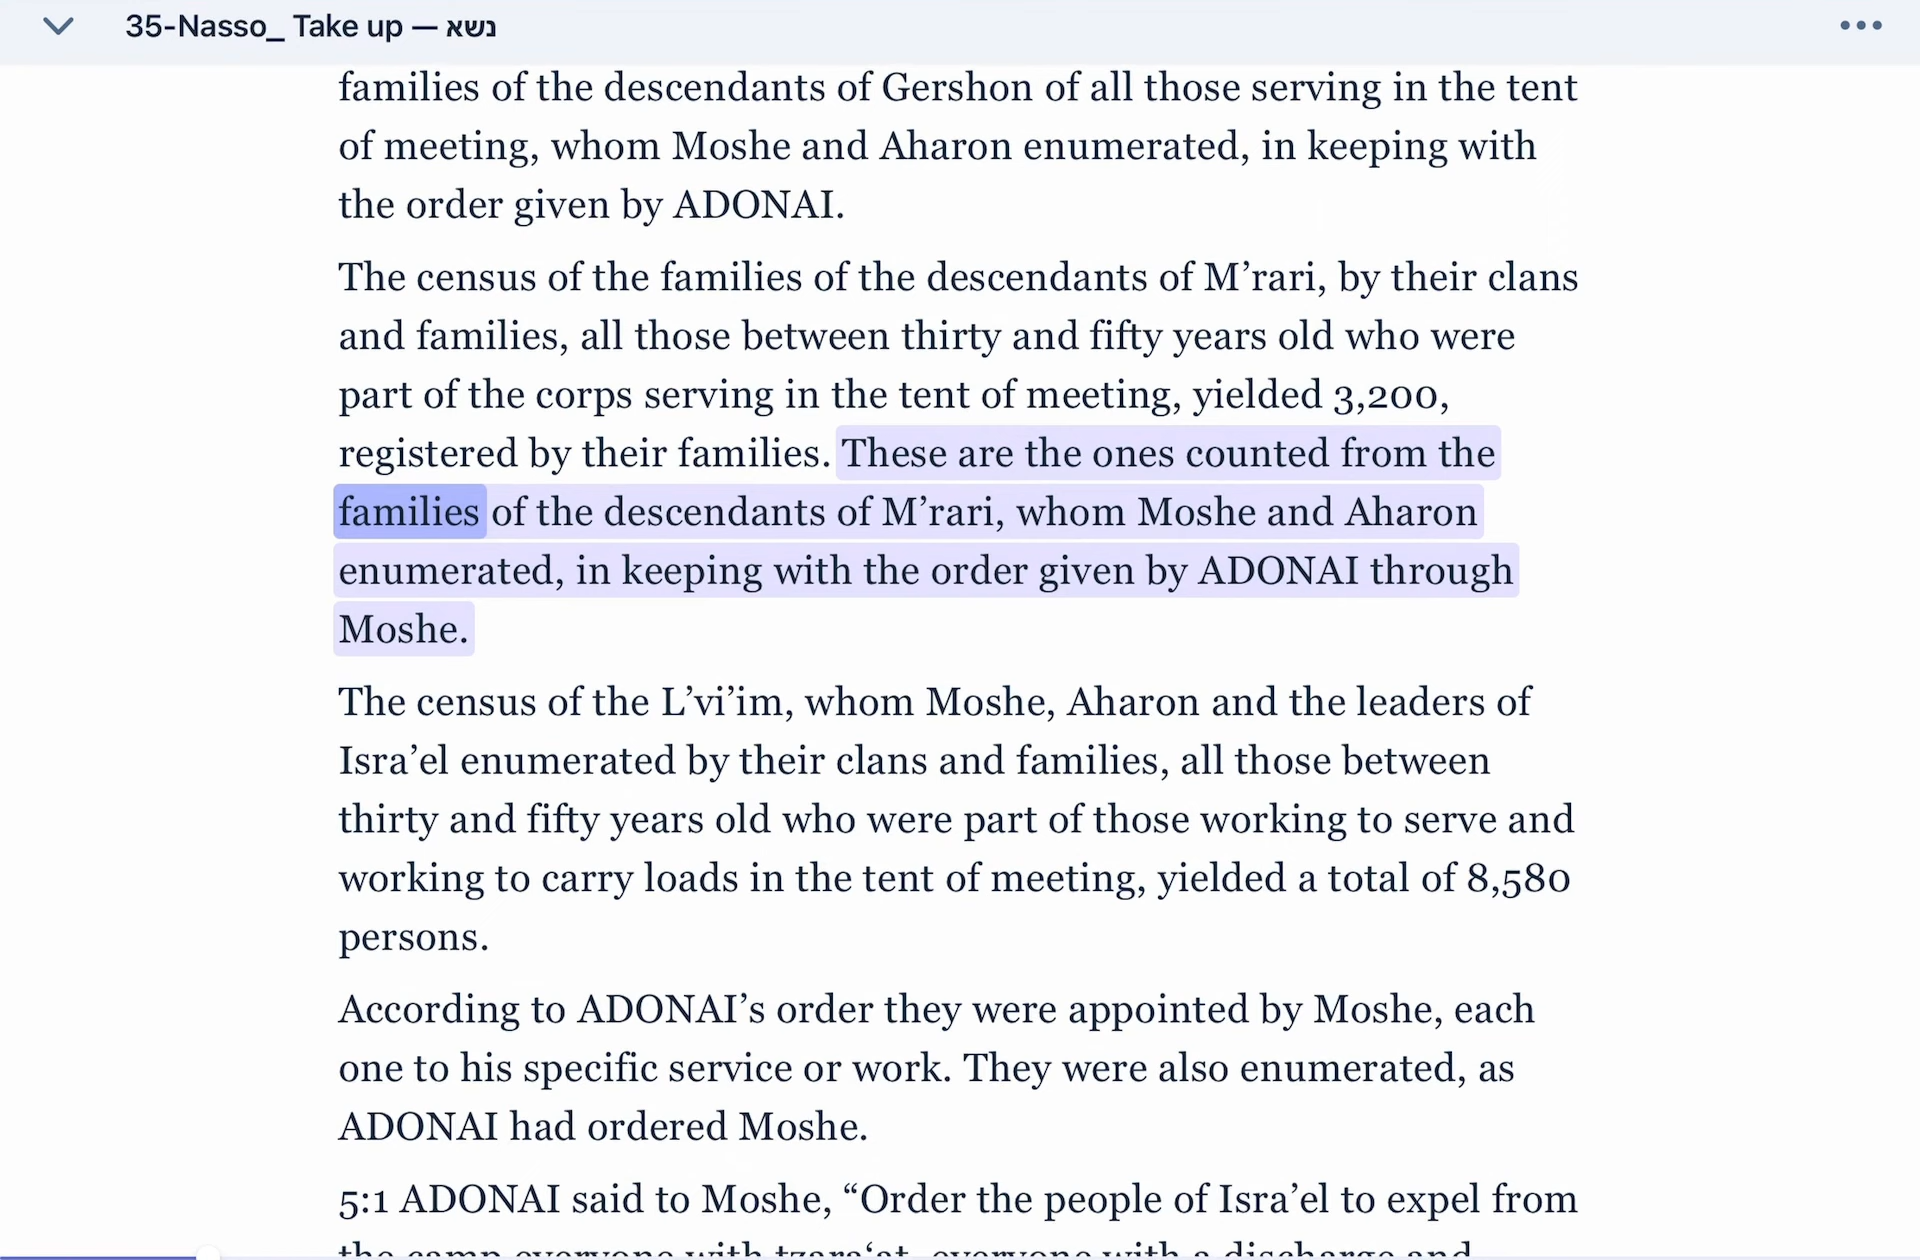 35-Nasso_ Take up — נשא
families of the descendants of Gershon of all those serving in the tent
of meeting, whom Moshe and Aharon enumerated, in keeping with
the order given by ADONAI.
The census of the families of the descendants of M’rari, by their clans
and families, all those between thirty and fifty years old who were
part of the corps serving in the tent of meeting, yielded 3,200,
registered by their families. These are the ones counted from the
families of the descendants of M’rari, whom Moshe and Aharon
enumerated, in keeping with the order given by ADONAI through
Moshe.
The census of the L’vi’im, whom Moshe, Aharon and the leaders of
Isra’el enumerated by their clans and families, all those between
thirty and fifty years old who were part of those working to serve and
working to carry loads in the tent of meeting, yielded a total of 8,580
persons.
According to ADONAI’s order they were appointed by Moshe, each
one to his specific service or work. They were also enumerated, as
ADONAI had ordered Moshe.
5:1 ADONAI said to Moshe, “Order the people of Isra’el to expel from
the camp everyone with tzara‘at, everyone with a discharge and